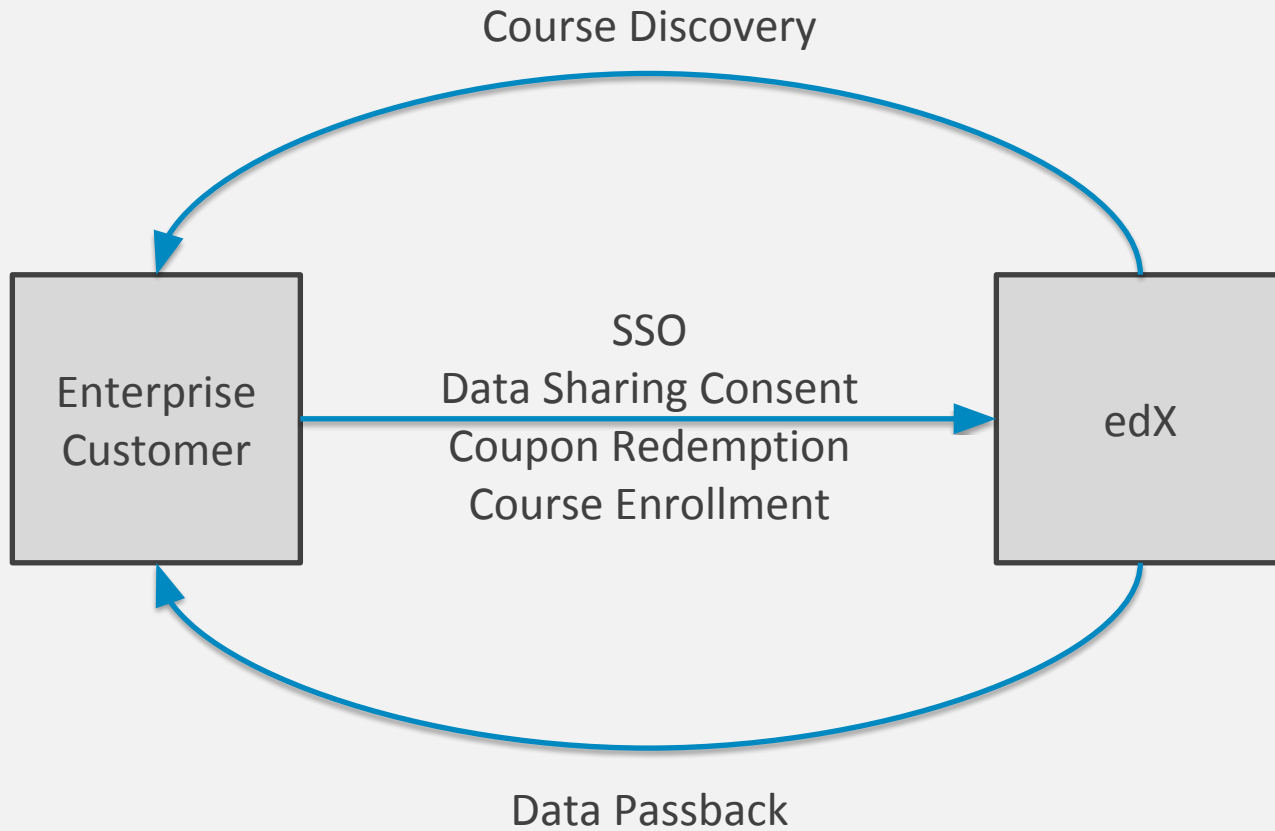 Course Discovery
SSO
Data Sharing Consent
Enterprise
Customer
edX
Coupon Redemption
Course Enrollment
Data Passback